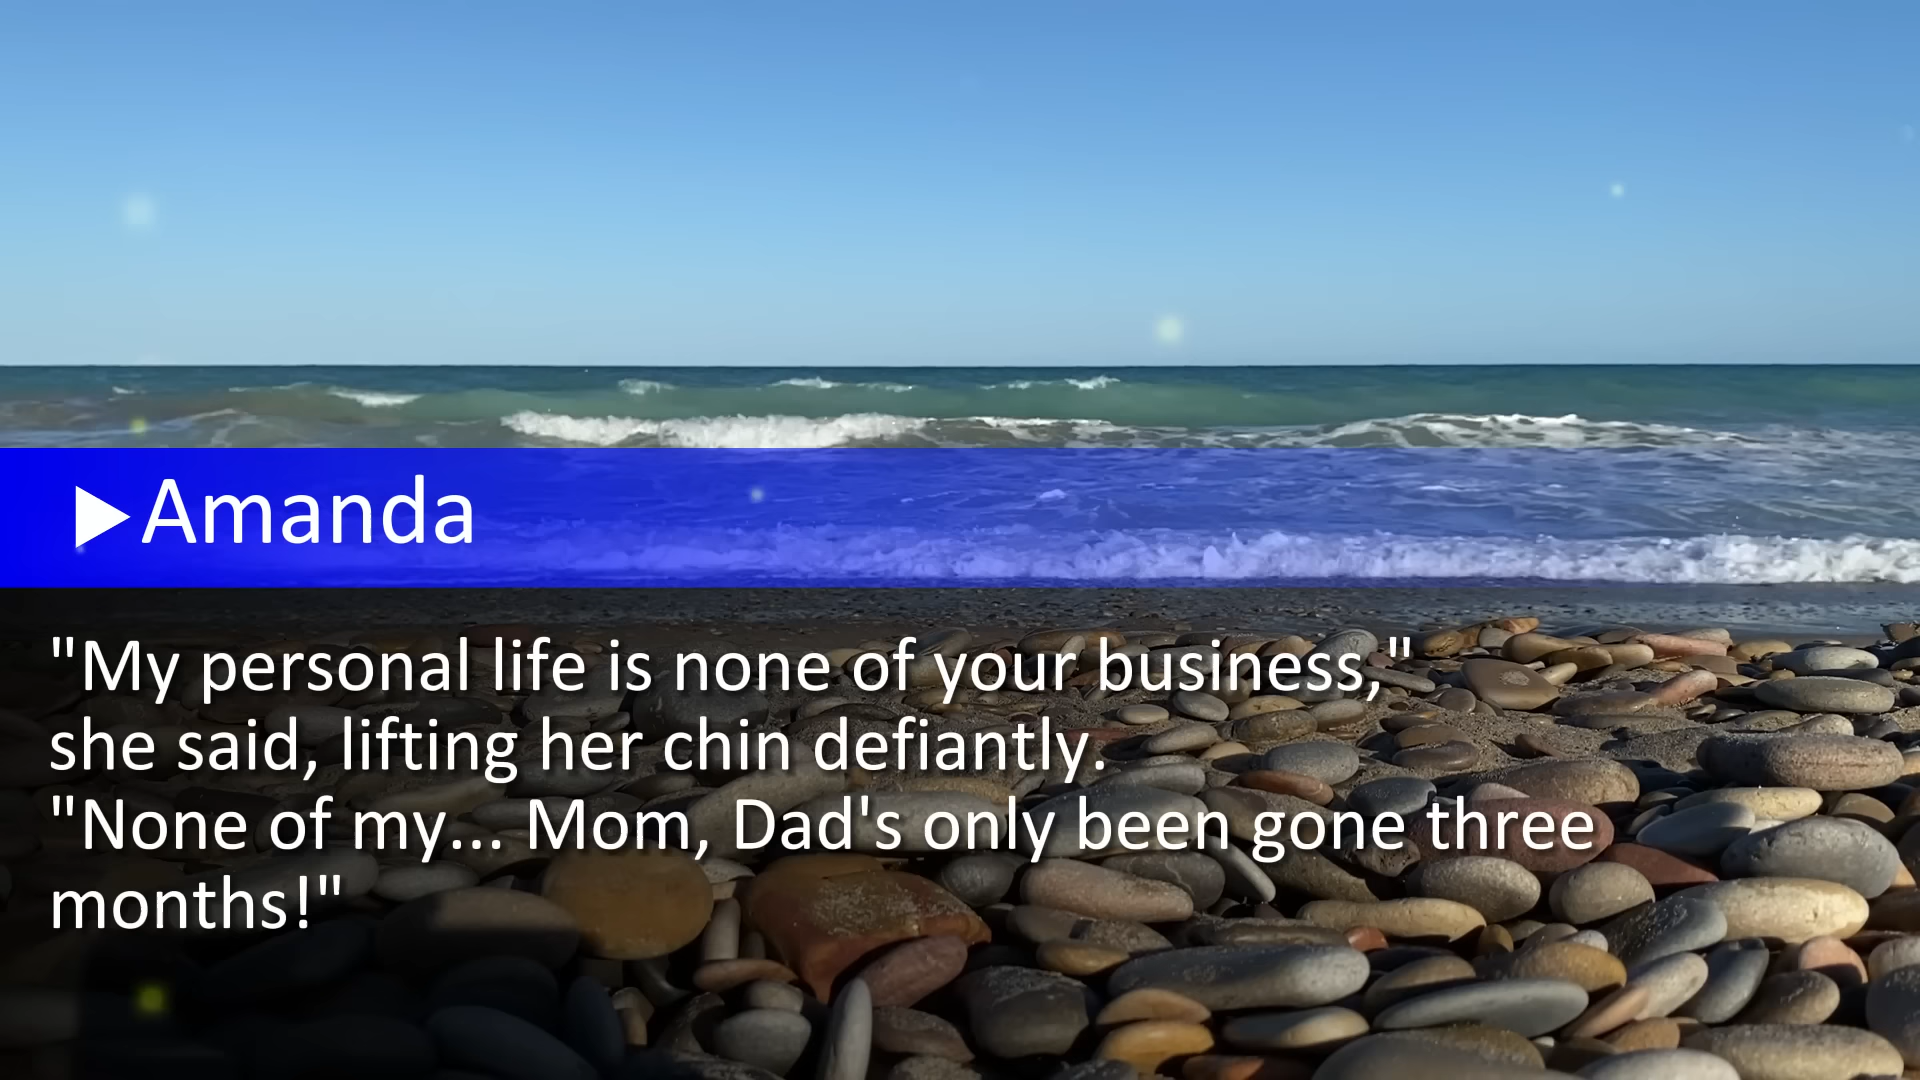 Amanda
"My personal life is none of your business,"
she said, lifting her chin defiantly.
"None of my... Mom, Dad's only been gone three
months!"